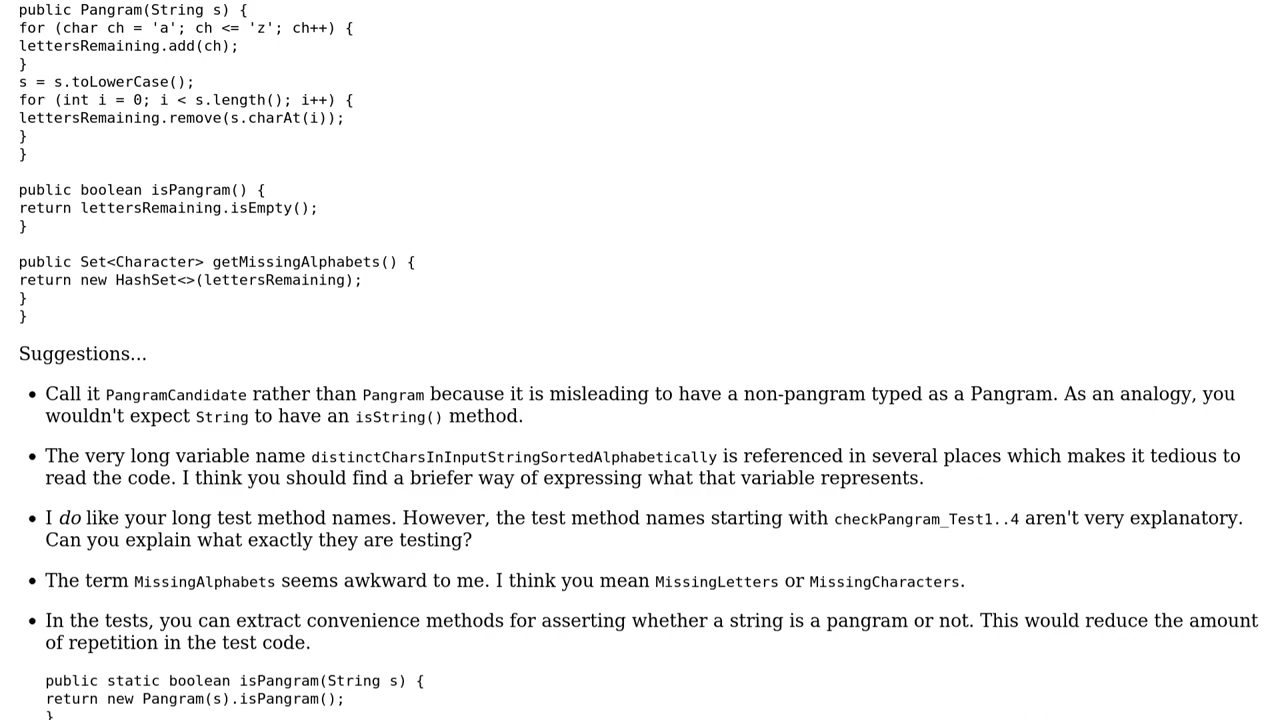 public Pangram(String s) {
for (char ch = 'a'; ch <= 'z'; ch++) {
lettersRemaining.add(ch);
}
s = s.toLowerCase();
for (int i = 0; i < s.length(); i++) {
lettersRemaining.remove(s.charAt(i));
}
}

public boolean isPangram() {
return lettersRemaining.isEmpty();
}

public Set<Character> getMissingAlphabets() {
return new HashSet<>(lettersRemaining);
}
}
Suggestions...
• Call it PangramCandidate rather than Pangram because it is misleading to have a non-pangram typed as a Pangram. As an analogy, you
wouldn't expect String to have an isString() method.
• The very long variable name distinctCharsInInputStringSortedAlphabetically is referenced in several places which makes it tedious to
read the code. I think you should find a briefer way of expressing what that variable represents.
• I do like your long test method names. However, the test method names starting with checkPangram_Test1..4 aren't very explanatory.
Can you explain what exactly they are testing?
• The term MissingAlphabets seems awkward to me. I think you mean MissingLetters or MissingCharacters.
• In the tests, you can extract convenience methods for asserting whether a string is a pangram or not. This would reduce the amount
of repetition in the test code.
public static boolean isPangram(String s) {
return new Pangram(s).isPangram();
}